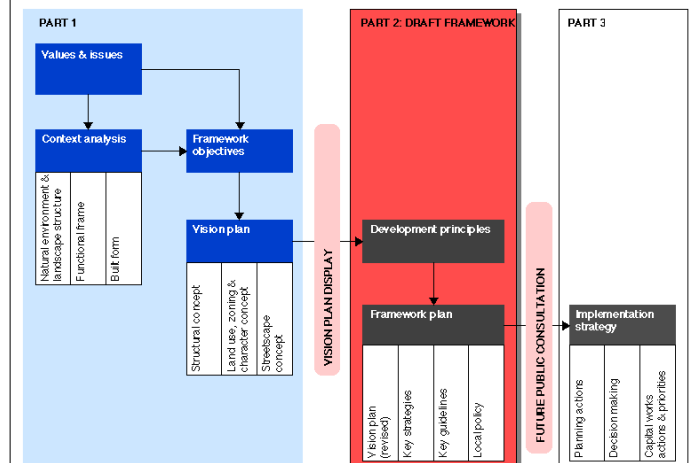 PART 1
Values & issues
Context analysis
Natural environment &
landscape structure
Functional frame
Built form
Framework
objectives
Vision plan
Structural concept
Land use, zoning &
character concept
Streetscape
concept
VISION PLAN DISPLAY
PART 2: DRAFT FRAMEWORK
Development principles
Framework plan
Vision plan
(revised)
Key strategies
Key guidelines
Local policy
FUTURE PUBLIC CONSULTATION
PART 3
Implementation
strategy
Planning actions
Decision making
Capital works
actions & priorities